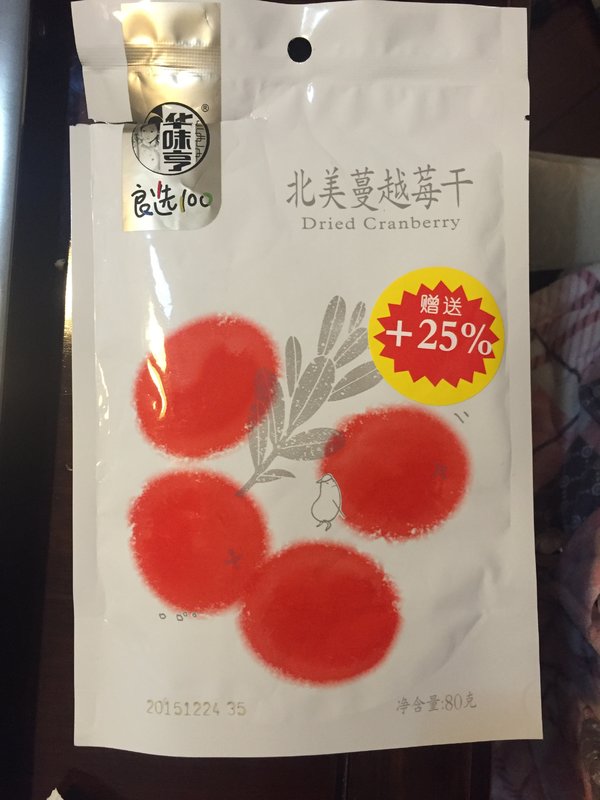 华味亨
®
良选100
北美蔓越莓干
Dried Cranberry
赠送
+25%
20151224 35
净含量:80克